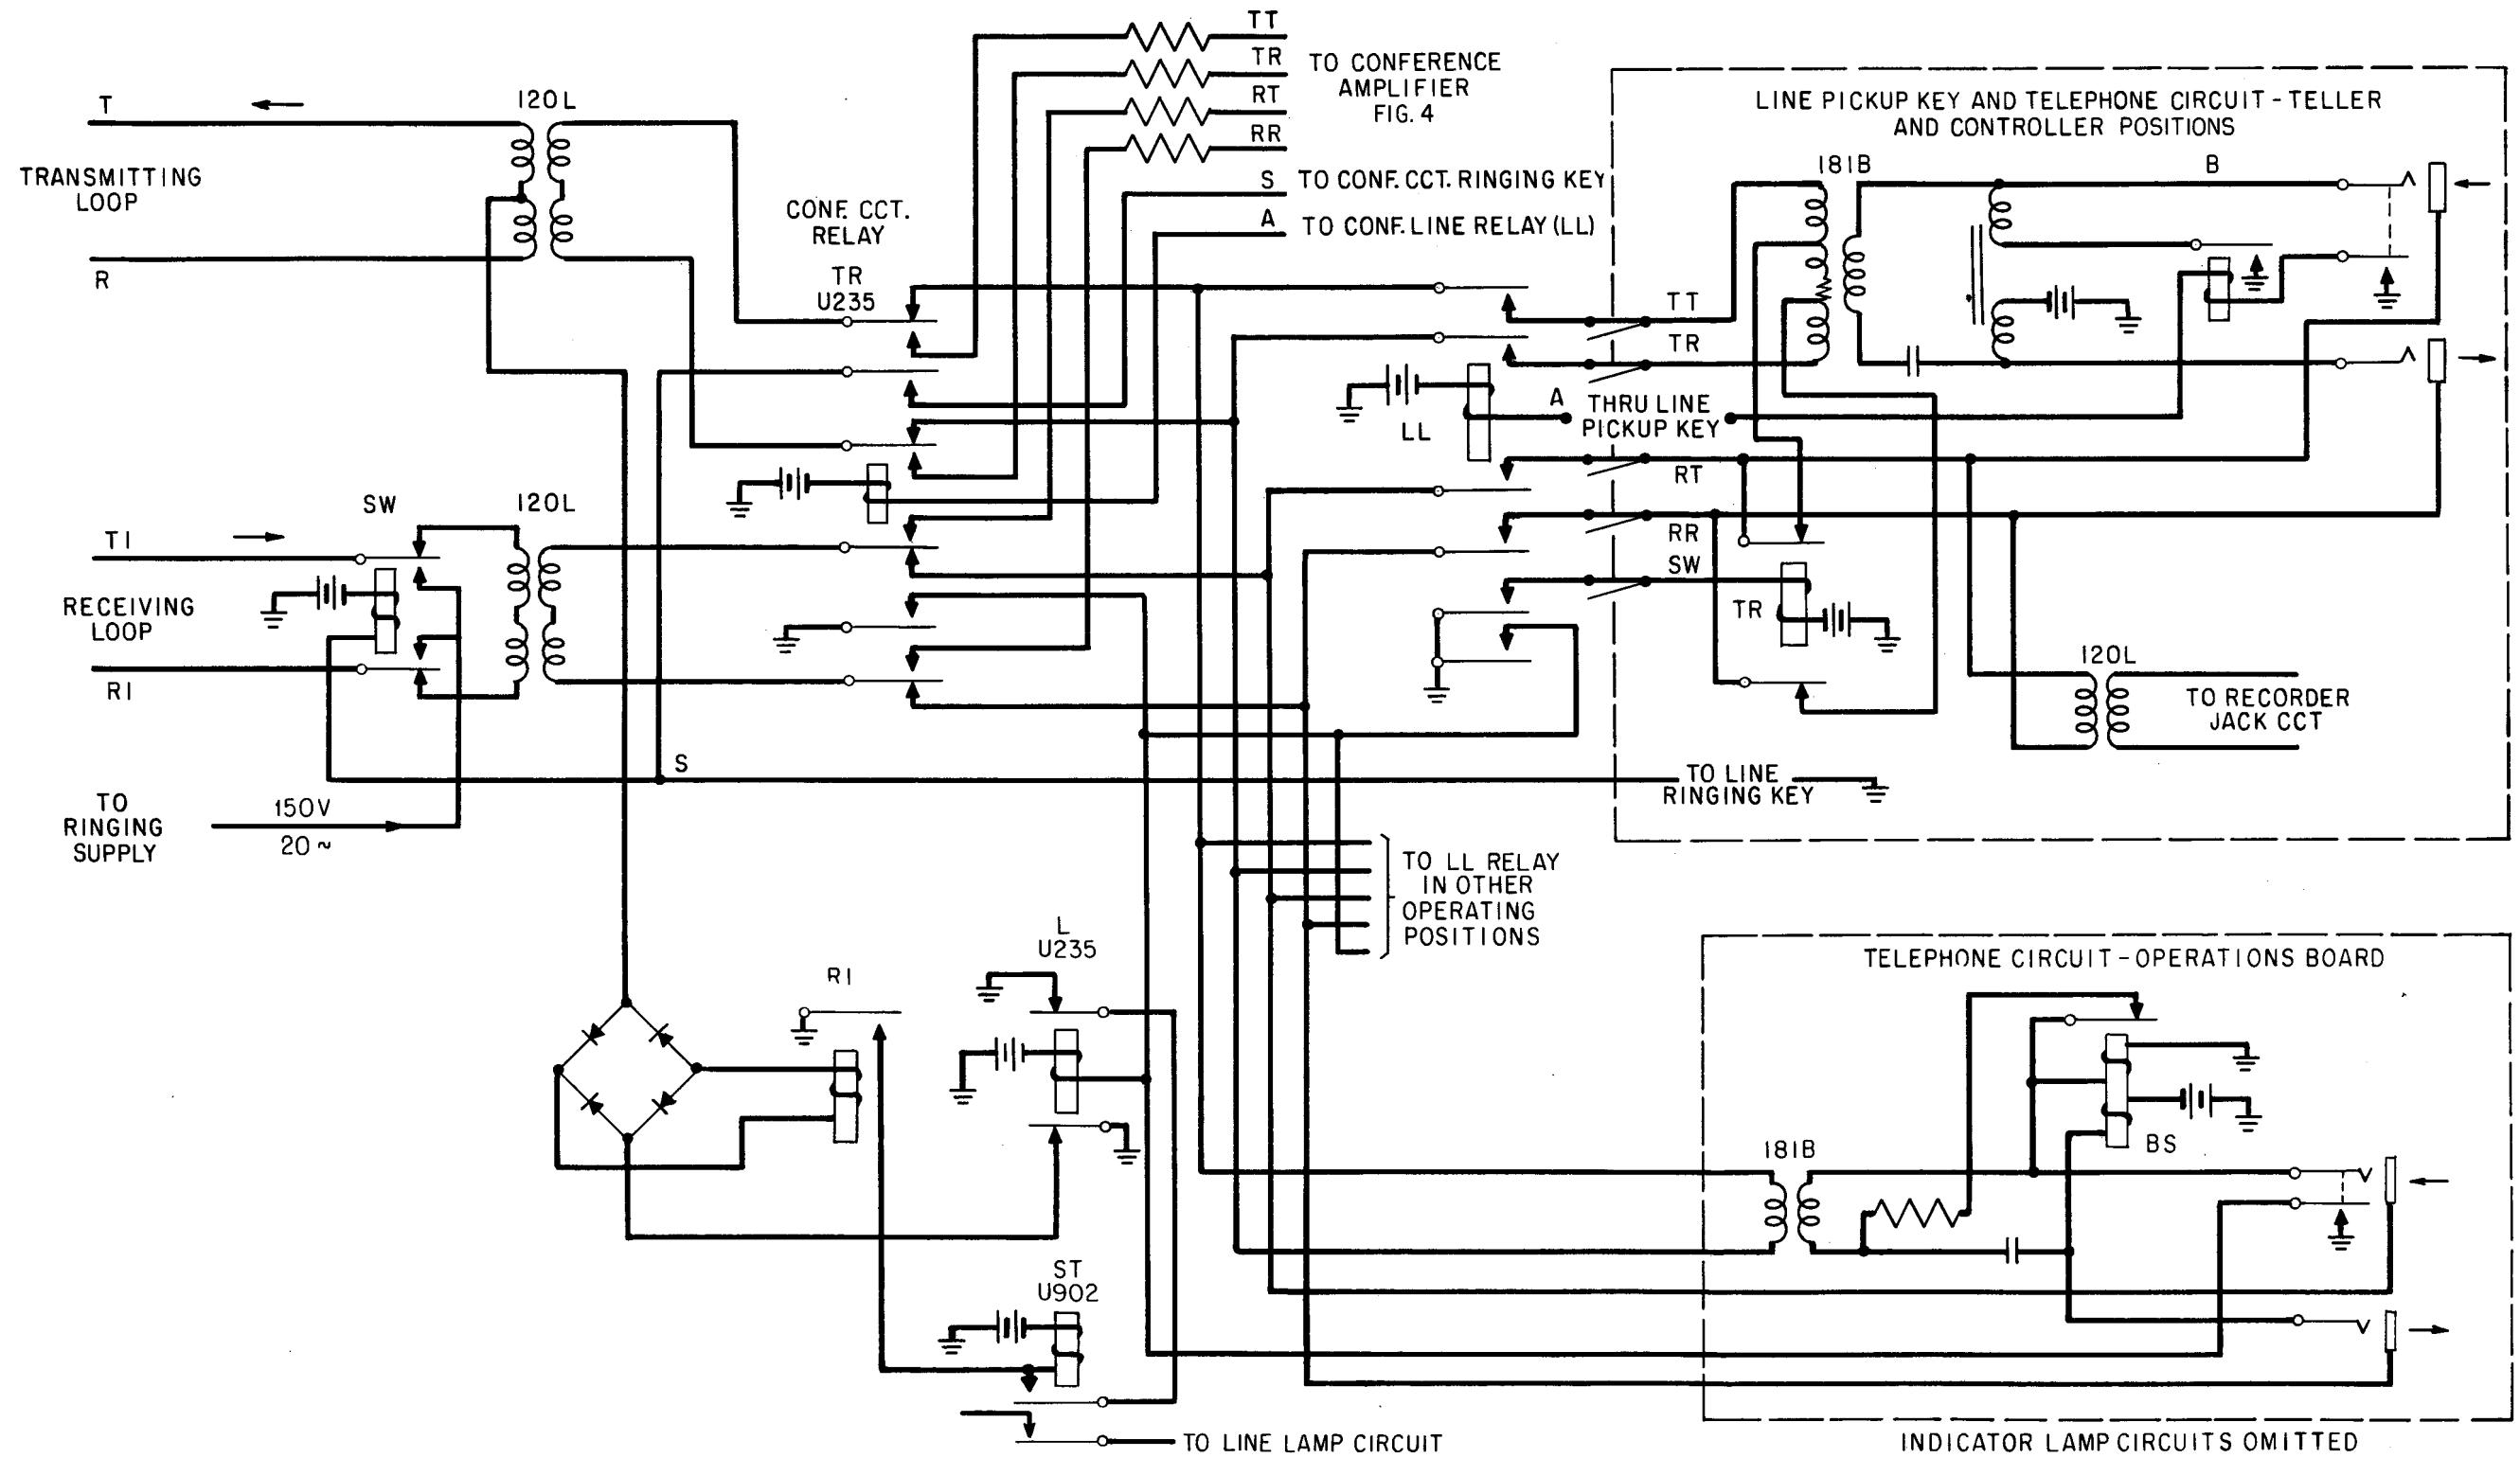 TT
TR
RT
RR
TO CONFERENCE
AMPLIFIER
FIG. 4
S TO CONF. CCT. RINGING KEY
A TO CONF. LINE RELAY (LL)
T
120L
TRANSMITTING
LOOP
R
CONF. CCT.
RELAY
TR
U235
LINE PICKUP KEY AND TELEPHONE CIRCUIT - TELLER
AND CONTROLLER POSITIONS
181B
B
TT
TR
A THRU LINE
PICKUP KEY
LL
RT
RR
SW
TR
120L
TO RECORDER
JACK CCT
SW
120L
T1
RECEIVING
LOOP
R1
S
TO LINE
RINGING KEY
TO
RINGING
SUPPLY
150V
20 ~
TO LL RELAY
IN OTHER
OPERATING
POSITIONS
R1
L
U235
ST
U902
TO LINE LAMP CIRCUIT
TELEPHONE CIRCUIT - OPERATIONS BOARD
181B
BS
INDICATOR LAMP CIRCUITS OMITTED